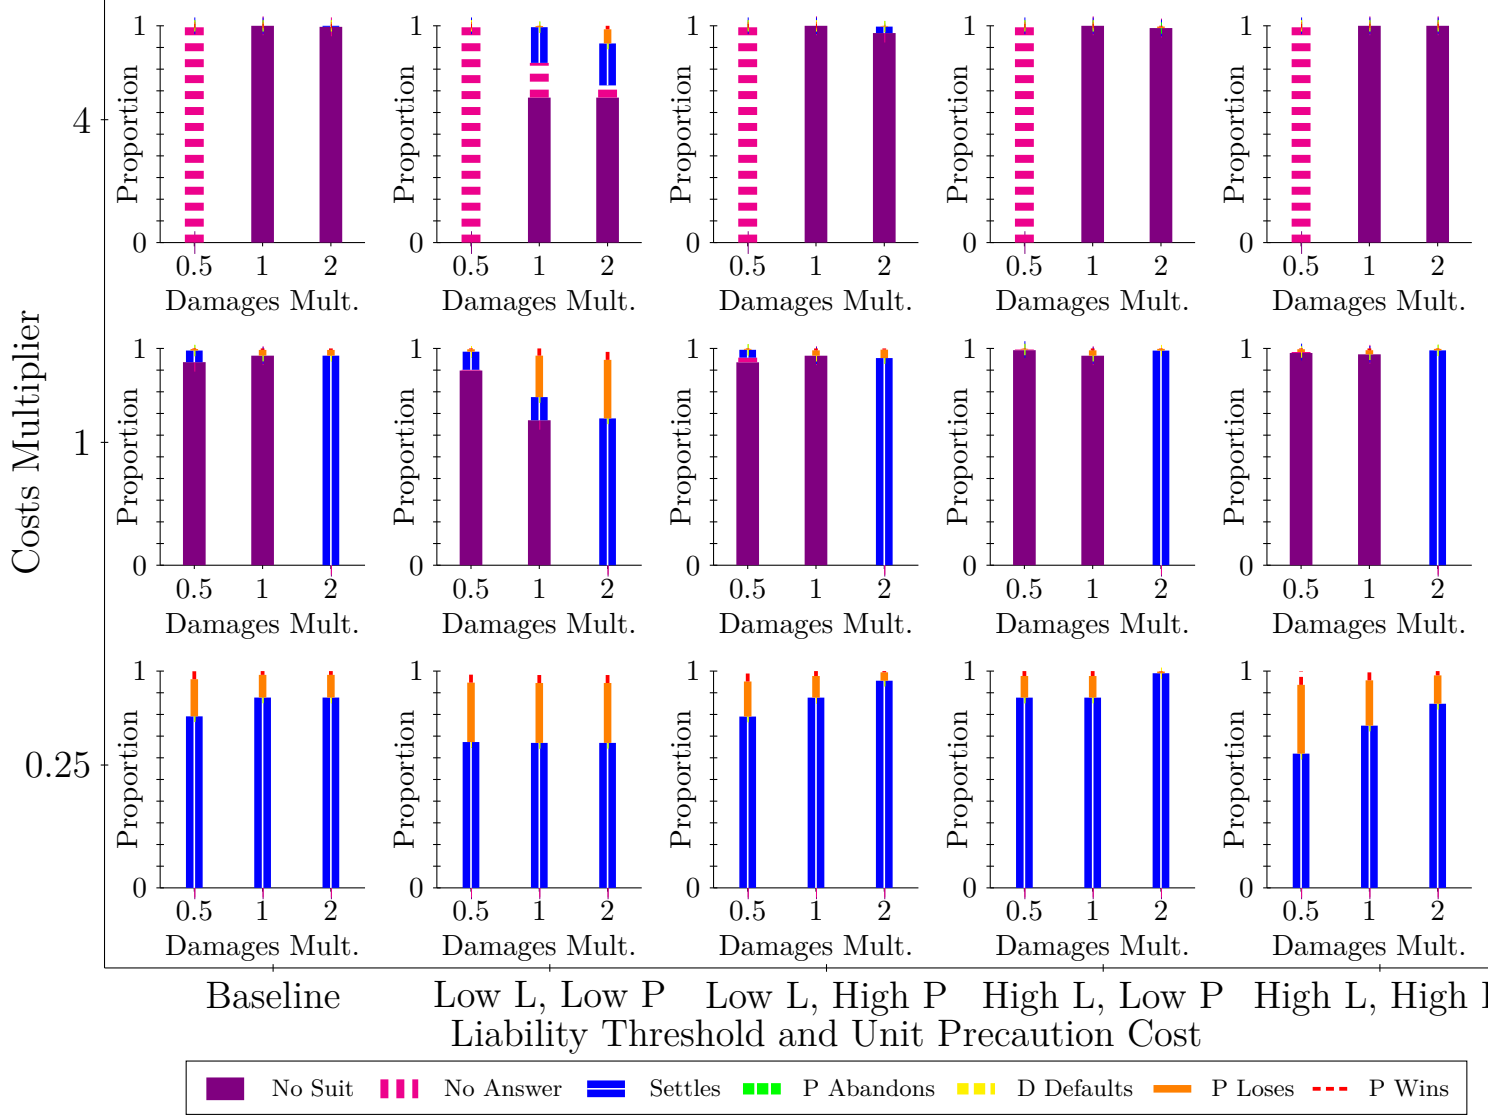 Costs Multiplier
4
Proportion
1
0
0.5 1 2
Damages Mult.
Proportion
1
0
0.5 1 2
Damages Mult.
Proportion
1
0
0.5 1 2
Damages Mult.
Proportion
1
0
0.5 1 2
Damages Mult.
Proportion
1
0
0.5 1 2
Damages Mult.
1
Proportion
1
0
0.5 1 2
Damages Mult.
Proportion
1
0
0.5 1 2
Damages Mult.
Proportion
1
0
0.5 1 2
Damages Mult.
Proportion
1
0
0.5 1 2
Damages Mult.
Proportion
1
0
0.5 1 2
Damages Mult.
0.25
Proportion
1
0
0.5 1 2
Damages Mult.
Proportion
1
0
0.5 1 2
Damages Mult.
Proportion
1
0
0.5 1 2
Damages Mult.
Proportion
1
0
0.5 1 2
Damages Mult.
Proportion
1
0
0.5 1 2
Damages Mult.
Baseline
Low L, Low P
Low L, High P
High L, Low P
High L, High
Liability Threshold and Unit Precaution Cost
No Suit No Answer Settles P Abandons D Defaults P Loses P Wins